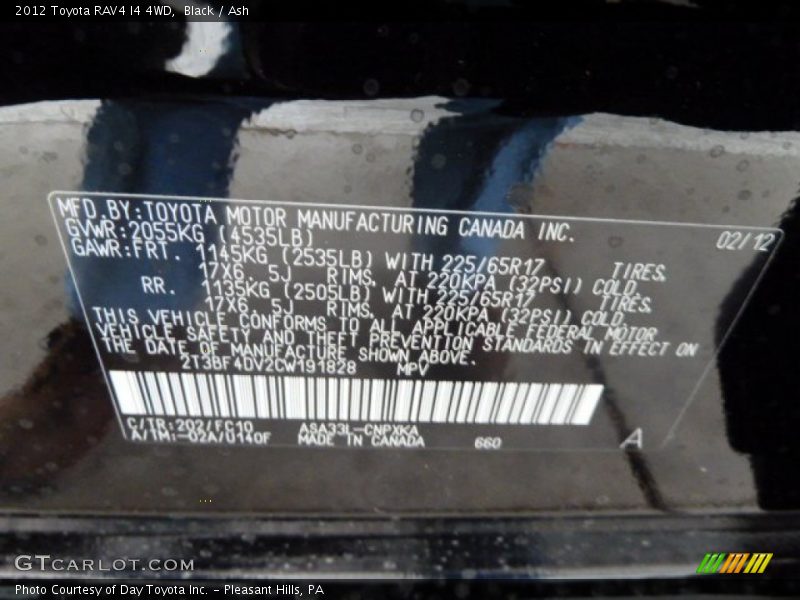 2012 Toyota RAV4 I4 4WD, Black / Ash
MFD.BY:TOYOTA MOTOR MANUFACTURING CANADA INC.
GVWR:2055KG (4535LB) 02/12
GAWR:FRT. 1145KG (2535LB) WITH 225/65R17 TIRES,
17X6. 5J RIMS, AT 220KPA (32PSI) COLD
RR. 1135KG (2505LB) WITH 225/65R17 TIRES,
17X6. 5J RIMS, AT 220KPA (32PSI) COLD
THIS VEHICLE CONFORMS TO ALL APPLICABLE FEDERAL MOTOR
VEHICLE SAFETY AND THEFT PREVENTION STANDARDS IN EFFECT ON
THE DATE OF MANUFACTURE SHOWN ABOVE.
2T3BF4DV2CW191828 MPV
C/TR:202/FC10 ASA33L-CNPXKA
A/TM:-02A/U140F MADE IN CANADA 660 A
GTCARLOT.COM
Photo Courtesy of Day Toyota Inc. - Pleasant Hills, PA